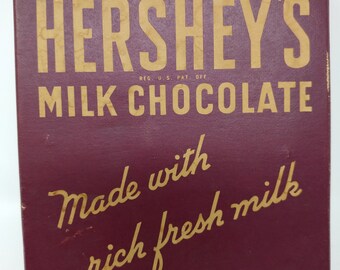 HERSHEY'S
REG. U.S. PAT. OFF.
MILK CHOCOLATE
Made with
rich fresh milk